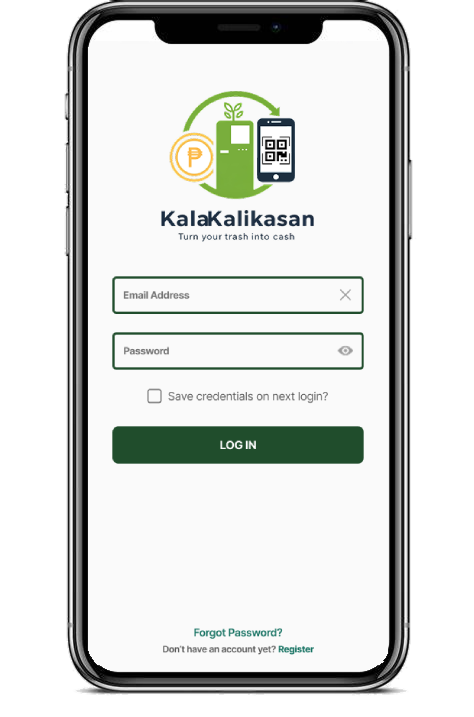 KalaKalikasan
Turn your trash into cash
Email Address
Password
Save credentials on next login?
LOG IN
Forgot Password?
Don't have an account yet? Register